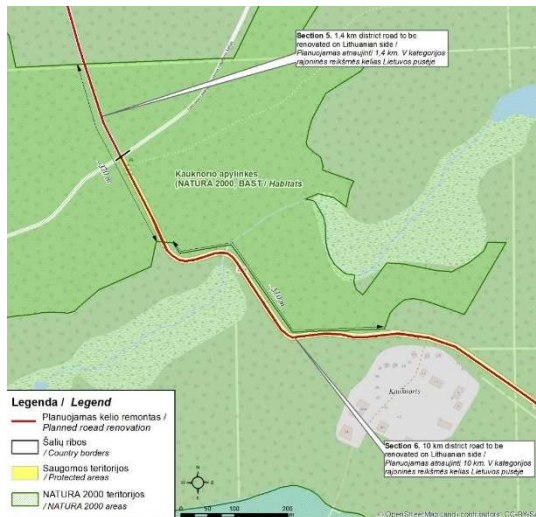 Section 5. 1,4 km district road to be
renovated on Lithuanian side /
Planuojamas atnaujinti 1,4 km. V kategorijos
rajoninės reikšmės kelias Lietuvos pusėje
Kauknorio apylinkės
(NATURA 2000, BAST / Habitats
~370 m
~510 m
Kauknoris
Legenda / Legend
Planuojamas kelio remontas /
Planned roead renovation
Šalių ribos
/ Country borders
Saugomos teritorijos
/ Protected areas
NATURA 2000 teritorijos
/ NATURA 2000 areas
Section 6. 10 km district road to be
renovated on Lithuanian side /
Planuojamas atnaujinti 10 km. V kategorijos
rajoninės reikšmės kelias Lietuvos pusėje
0 50 100 200
© OpenStreetMap (and) contributors, CC-BY-SA